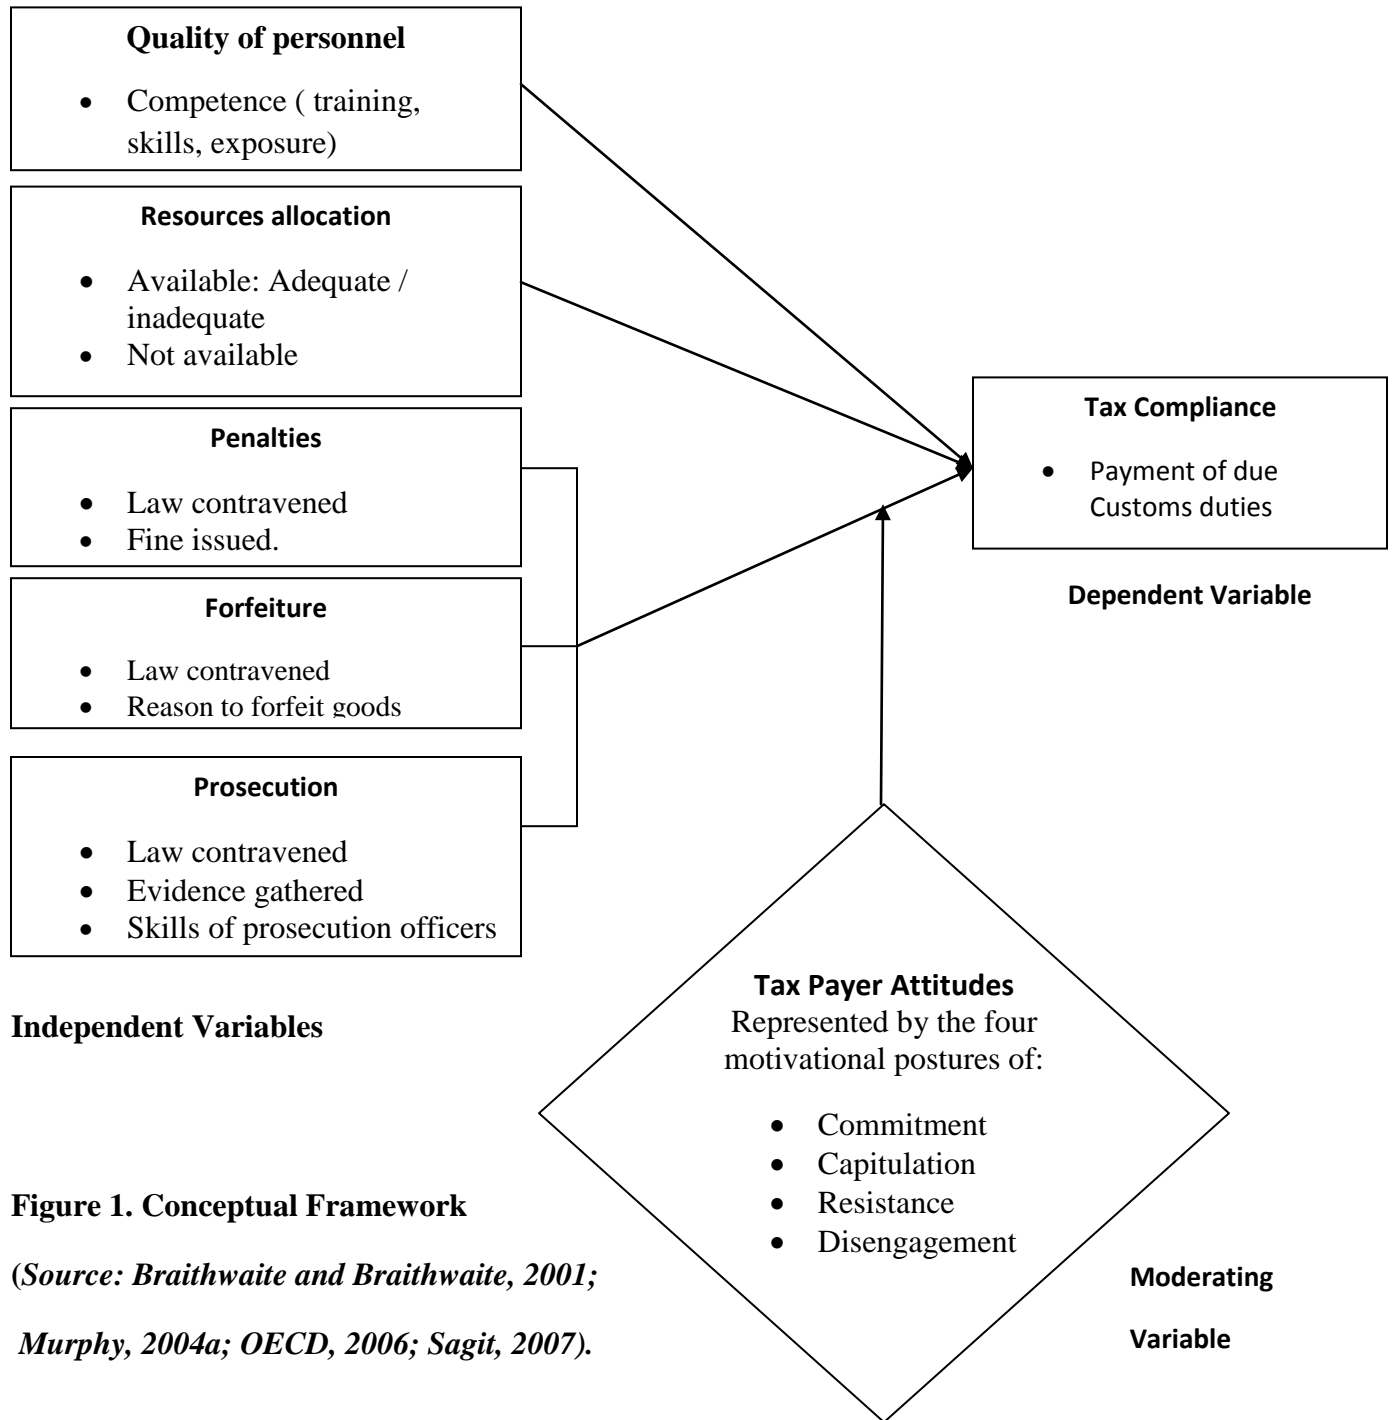 Quality of personnel
• Competence ( training,
skills, exposure)
Resources allocation
• Available: Adequate /
inadequate
• Not available
Penalties
• Law contravened
• Fine issued.
Forfeiture
• Law contravened
• Reason to forfeit goods
Prosecution
• Law contravened
• Evidence gathered
• Skills of prosecution officers
Independent Variables
Tax Compliance
• Payment of due
Customs duties
Dependent Variable
Tax Payer Attitudes
Represented by the four
motivational postures of:
• Commitment
• Capitulation
• Resistance
• Disengagement
Moderating
Variable
Figure 1. Conceptual Framework
(Source: Braithwaite and Braithwaite, 2001;
Murphy, 2004a; OECD, 2006; Sagit, 2007).